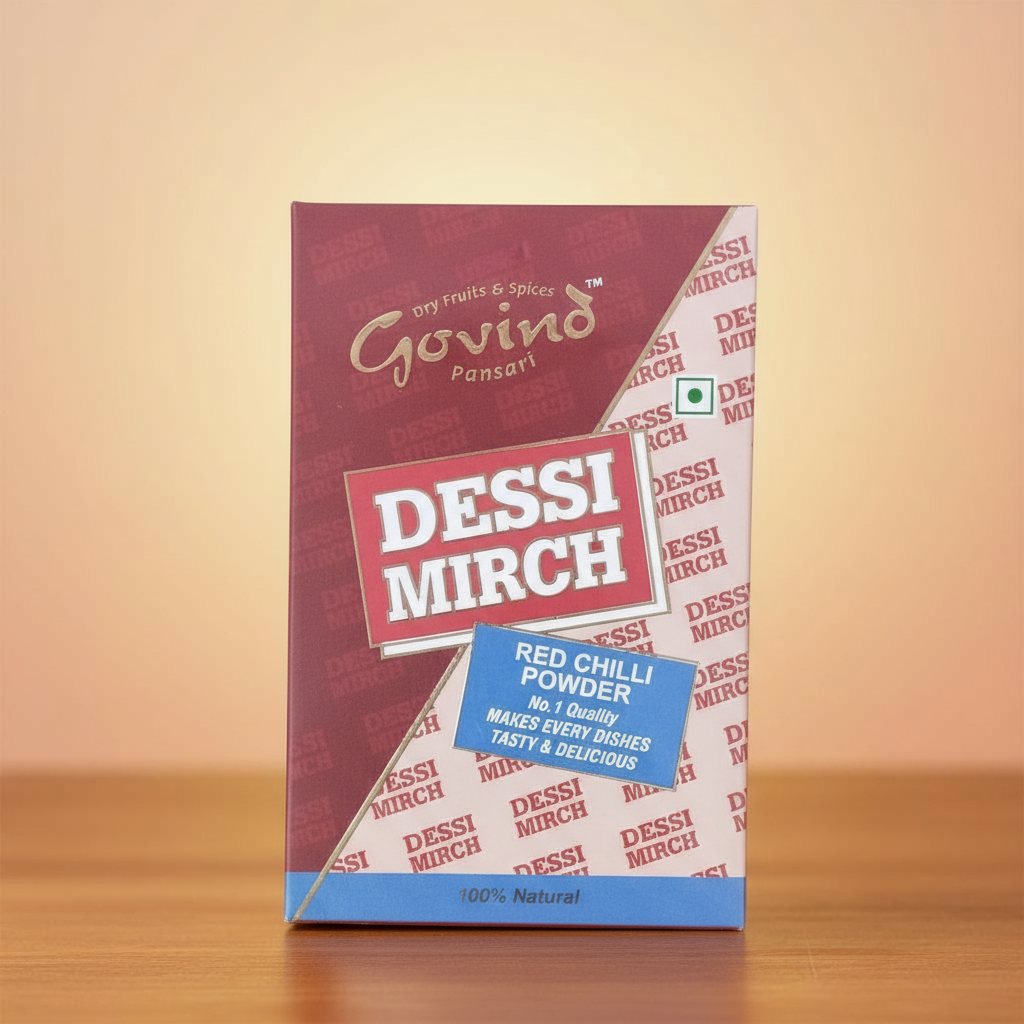 Dry Fruits & Spices
Govind™
Pansari
DESSI
MIRCH
RED CHILLI
POWDER
No.1 Quality
MAKES EVERY DISHES
TASTY & DELICIOUS
100% Natural